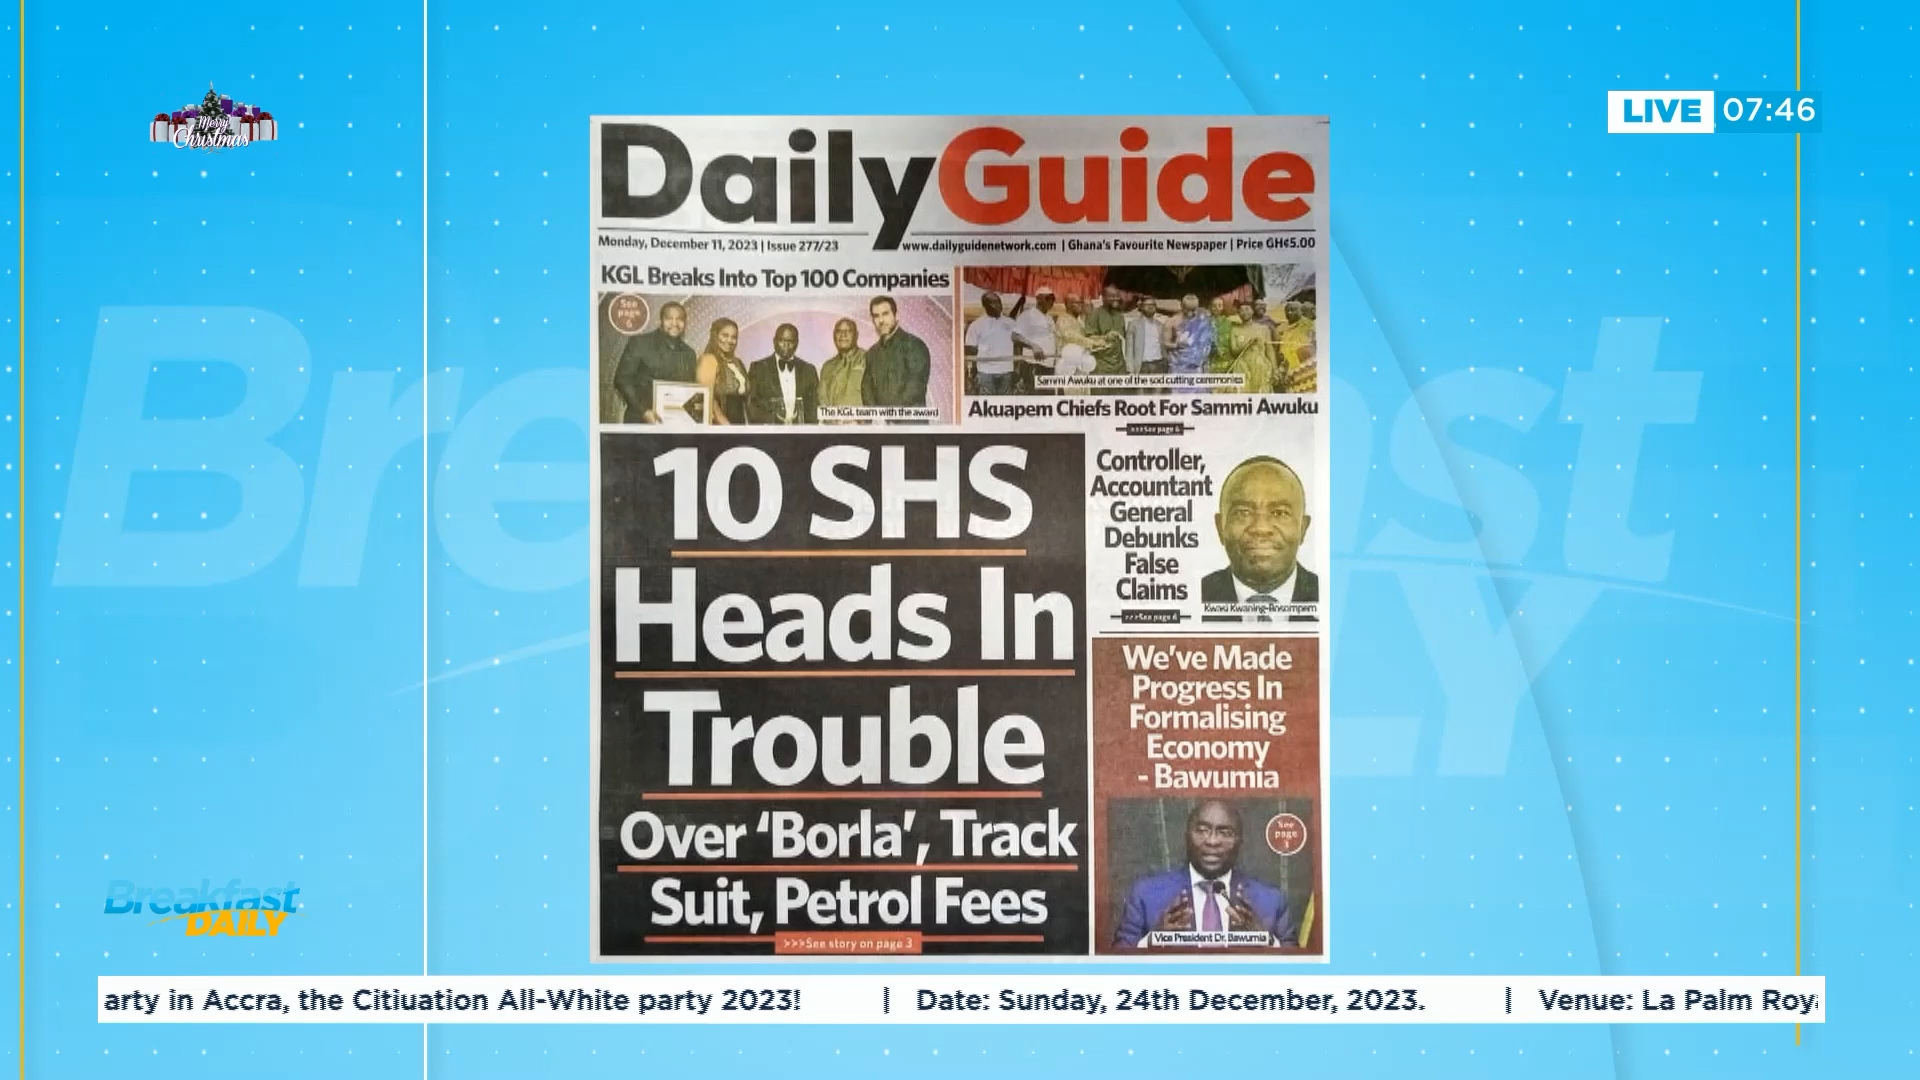 Merry
Christmas
LIVE 07:46
Breakfast
DAILY
DailyGuide
Monday, December 11, 2023 | Issue 277/23
www.dailyguidenetwork.com | Ghana's Favourite Newspaper | Price GH¢5.00
KGL Breaks Into Top 100 Companies
See
page
6
The KGL team with the award
Sammi Awuku at one of the sod cutting ceremonies
Akuapem Chiefs Root For Sammi Awuku
>>>See page 6
10 SHS
Heads In
Trouble
Over 'Borla', Track
Suit, Petrol Fees
>>>See story on page 3
Controller,
Accountant
General
Debunks
False
Claims
>>>See page 6
Kwasi Kwaning-Bosompem
We've Made
Progress In
Formalising
Economy
- Bawumia
See
page
3
Vice President Dr. Bawumia
Breakfast
DAILY
arty in Accra, the Citiuation All-White party 2023! | Date: Sunday, 24th December, 2023. | Venue: La Palm Roya